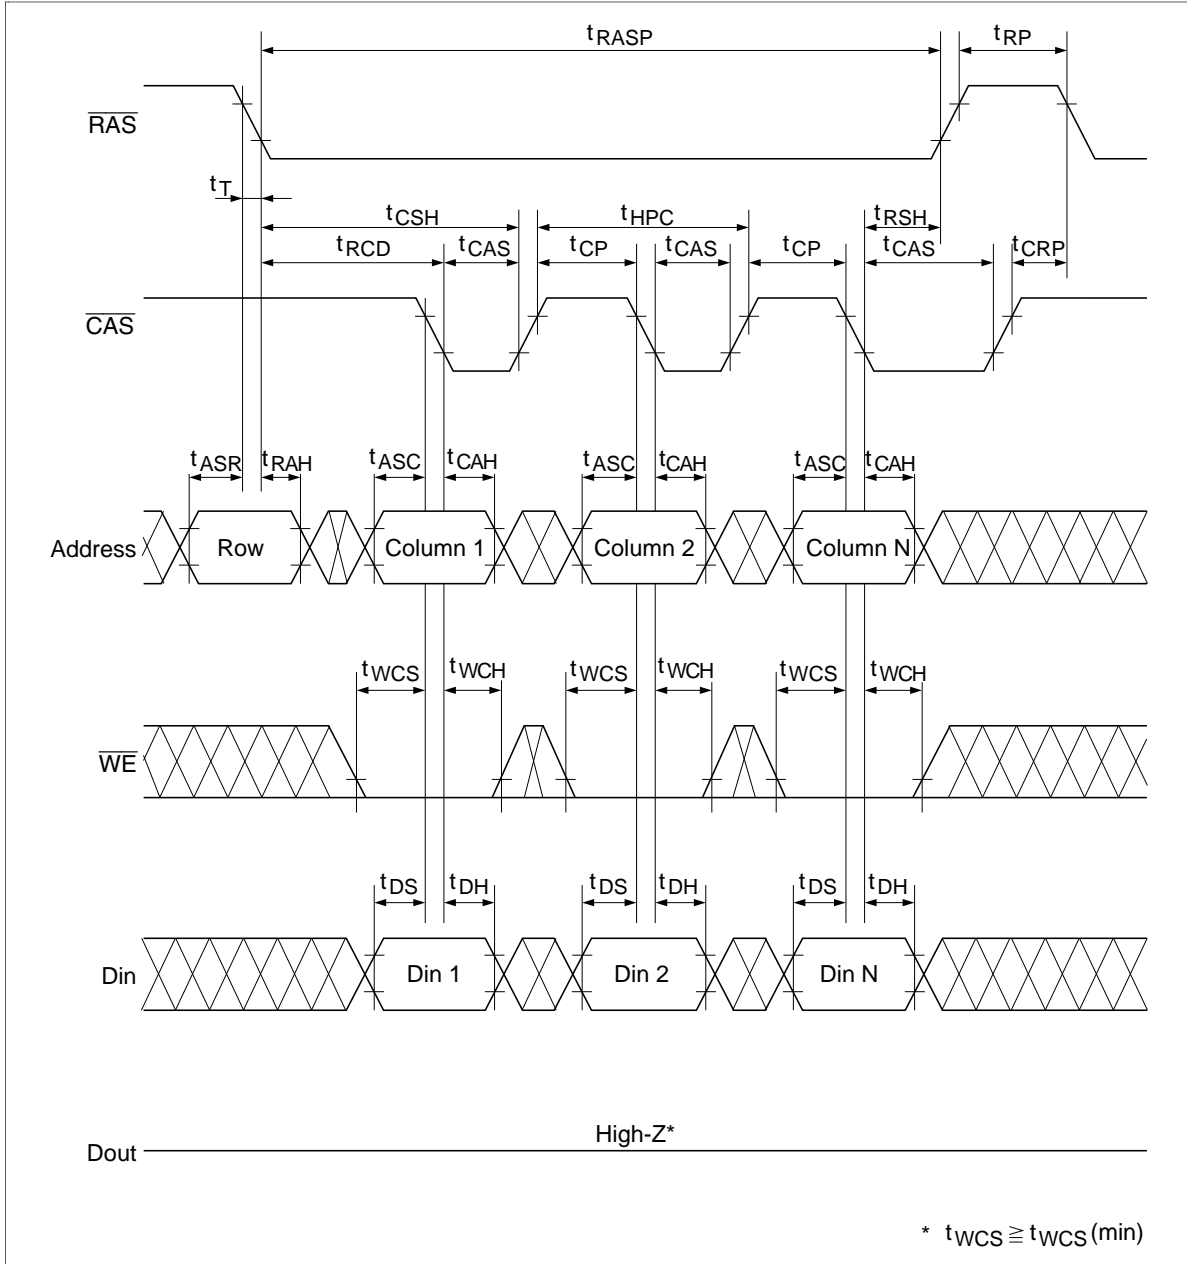 tRASP tRP
RAS
tT
tCSH tHPC tRSH
tRCD tCAS tCP tCAS tCP tCAS tCRP
CAS
tASR tRAH tASC tCAH tASC tCAH tASC tCAH
Address Row Column 1 Column 2 Column N
tWCS tWCH tWCS tWCH tWCS tWCH
WE
tDS tDH tDS tDH tDS tDH
Din Din 1 Din 2 Din N
High-Z*
Dout
* tWCS ≧ tWCS (min)